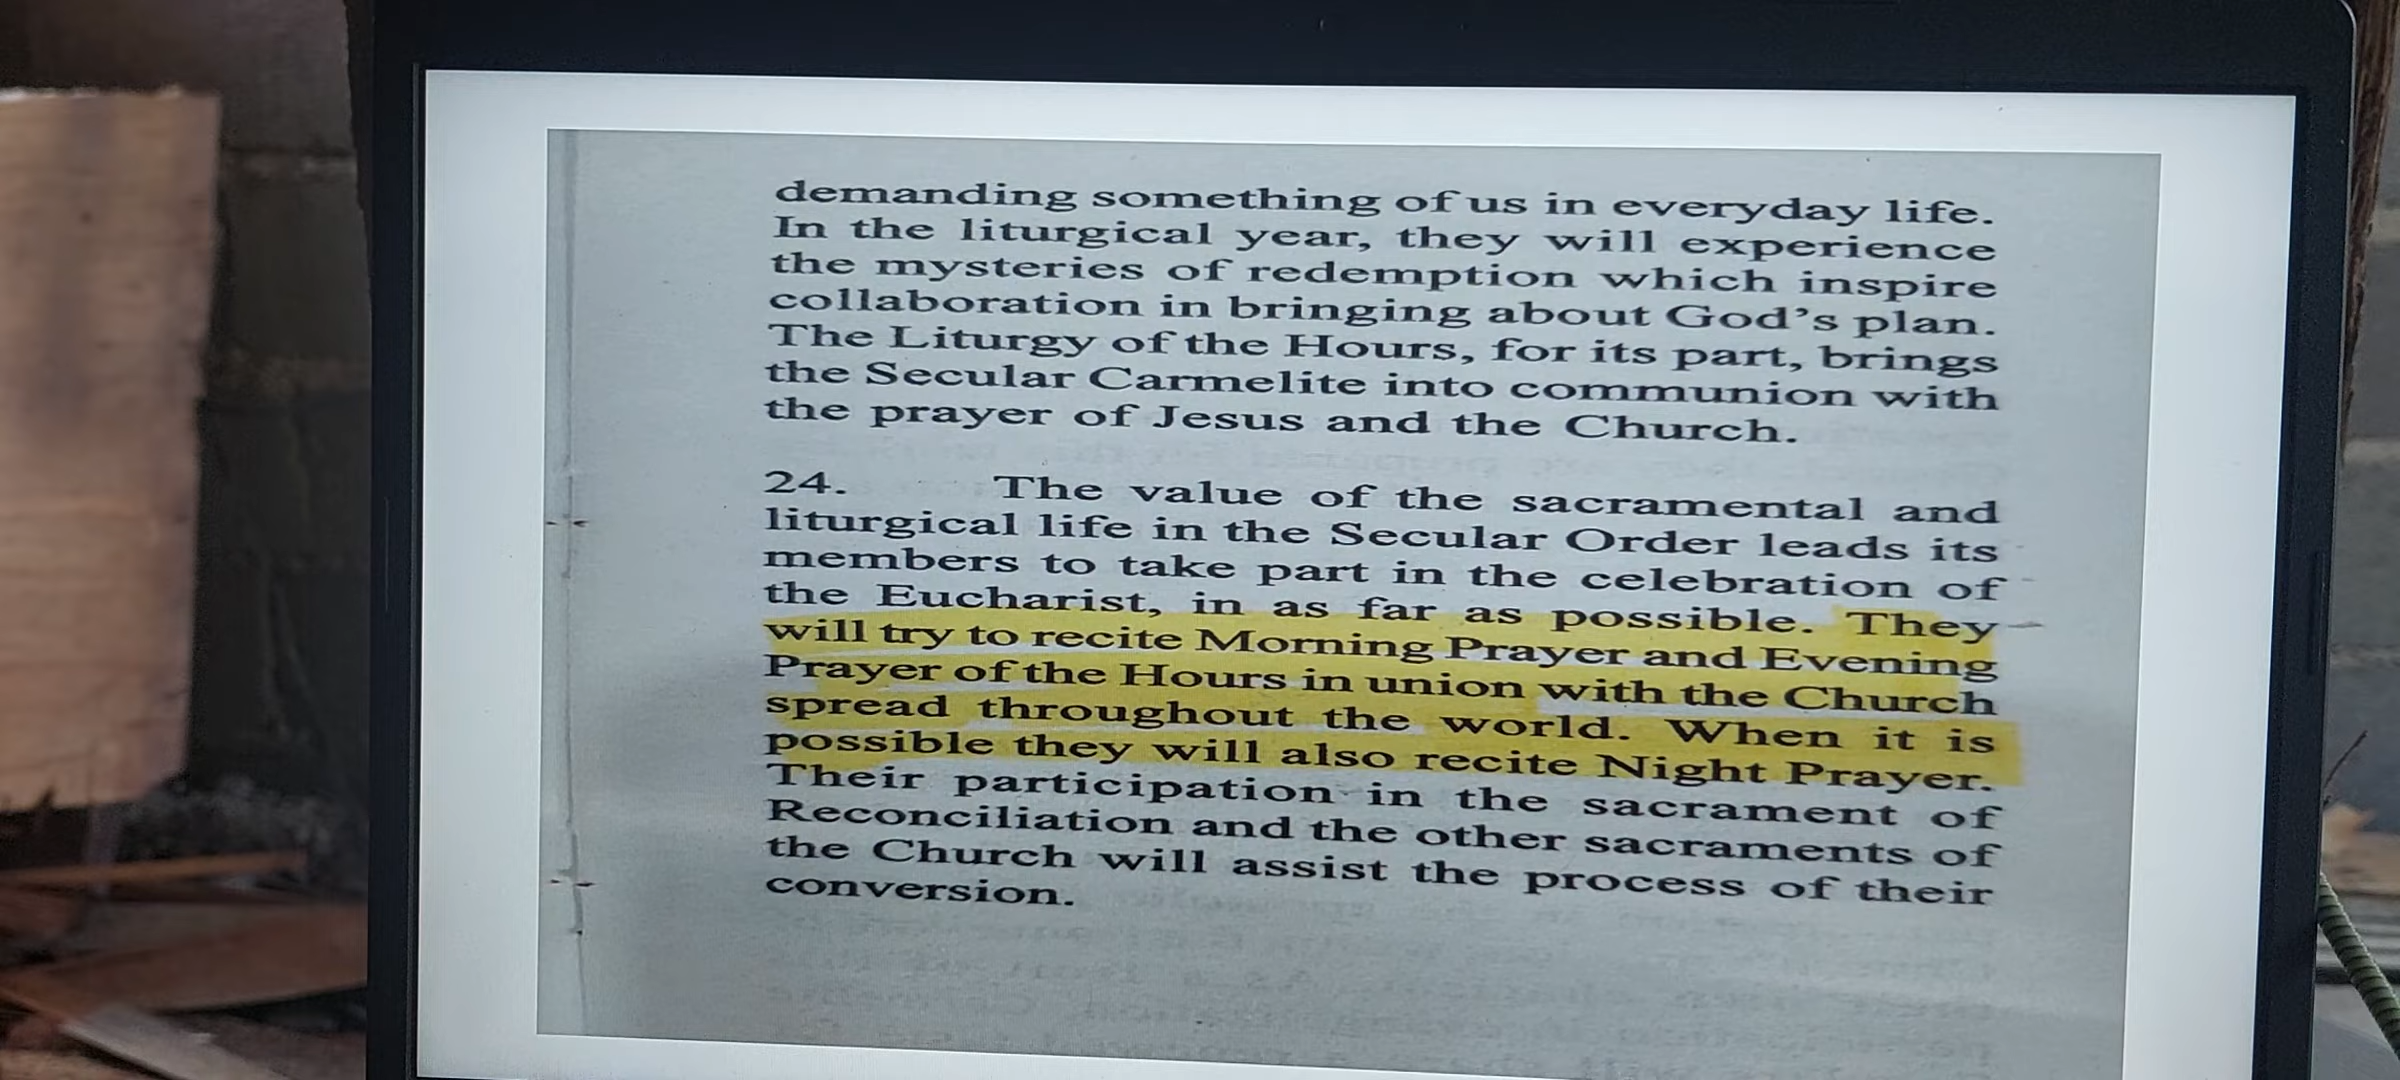 demanding something of us in everyday life.
In the liturgical year, they will experience
the mysteries of redemption which inspire
collaboration in bringing about God's plan.
The Liturgy of the Hours, for its part, brings
the Secular Carmelite into communion with
the prayer of Jesus and the Church.
24. The value of the sacramental and
liturgical life in the Secular Order leads its
members to take part in the celebration of
the Eucharist, in as far as possible. They
will try to recite Morning Prayer and Evening
Prayer of the Hours in union with the Church
spread throughout the world. When it is
possible they will also recite Night Prayer.
Their participation in the sacrament of
Reconciliation and the other sacraments of
the Church will assist the process of their
conversion.